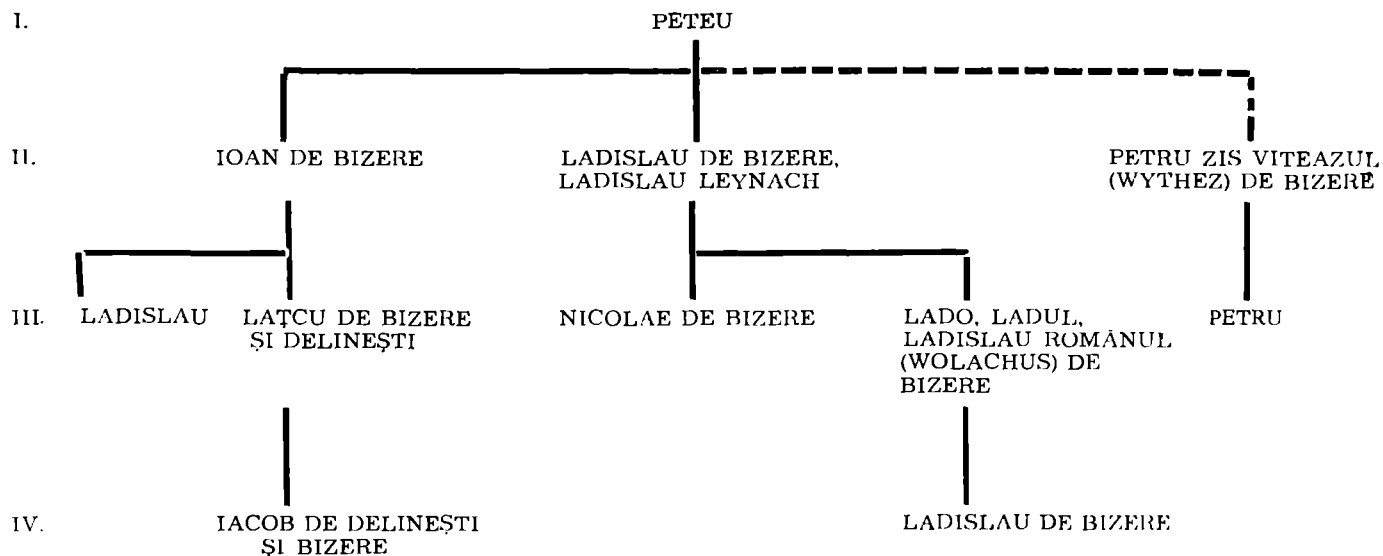 I. PETEU
II. IOAN DE BIZERE LADISLAU DE BIZERE, PETRU ZIS VITEAZUL
LADISLAU LEYNACH (WYTHEZ) DE BIZERE
III. LADISLAU LAȚCU DE BIZERE NICOLAE DE BIZERE LADO, LADUL, PETRU
ȘI DELINEȘTI LADISLAU ROMÂNUL
(WOLACHUS) DE
BIZERE
IV. IACOB DE DELINEȘTI LADISLAU DE BIZERE
ȘI BIZERE